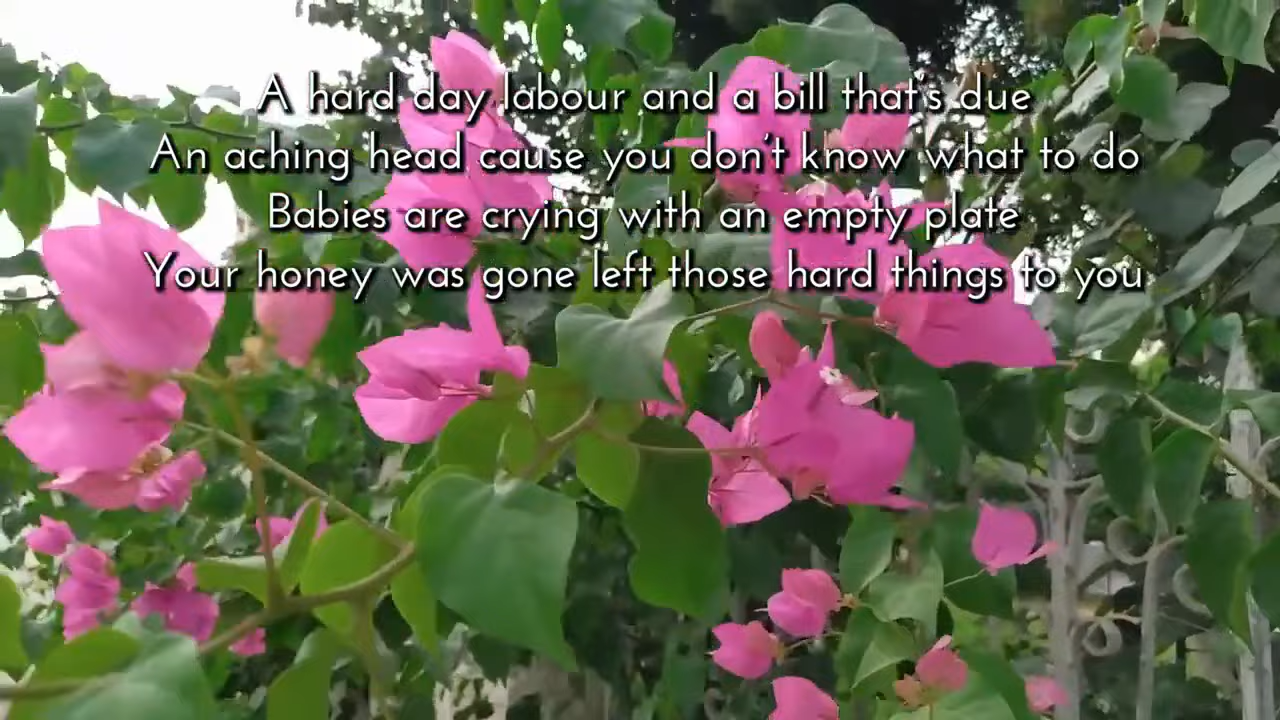 A hard day labour and a bill that's due
An aching head cause you don't know what to do
Babies are crying with an empty plate
Your honey was gone left those hard things to you